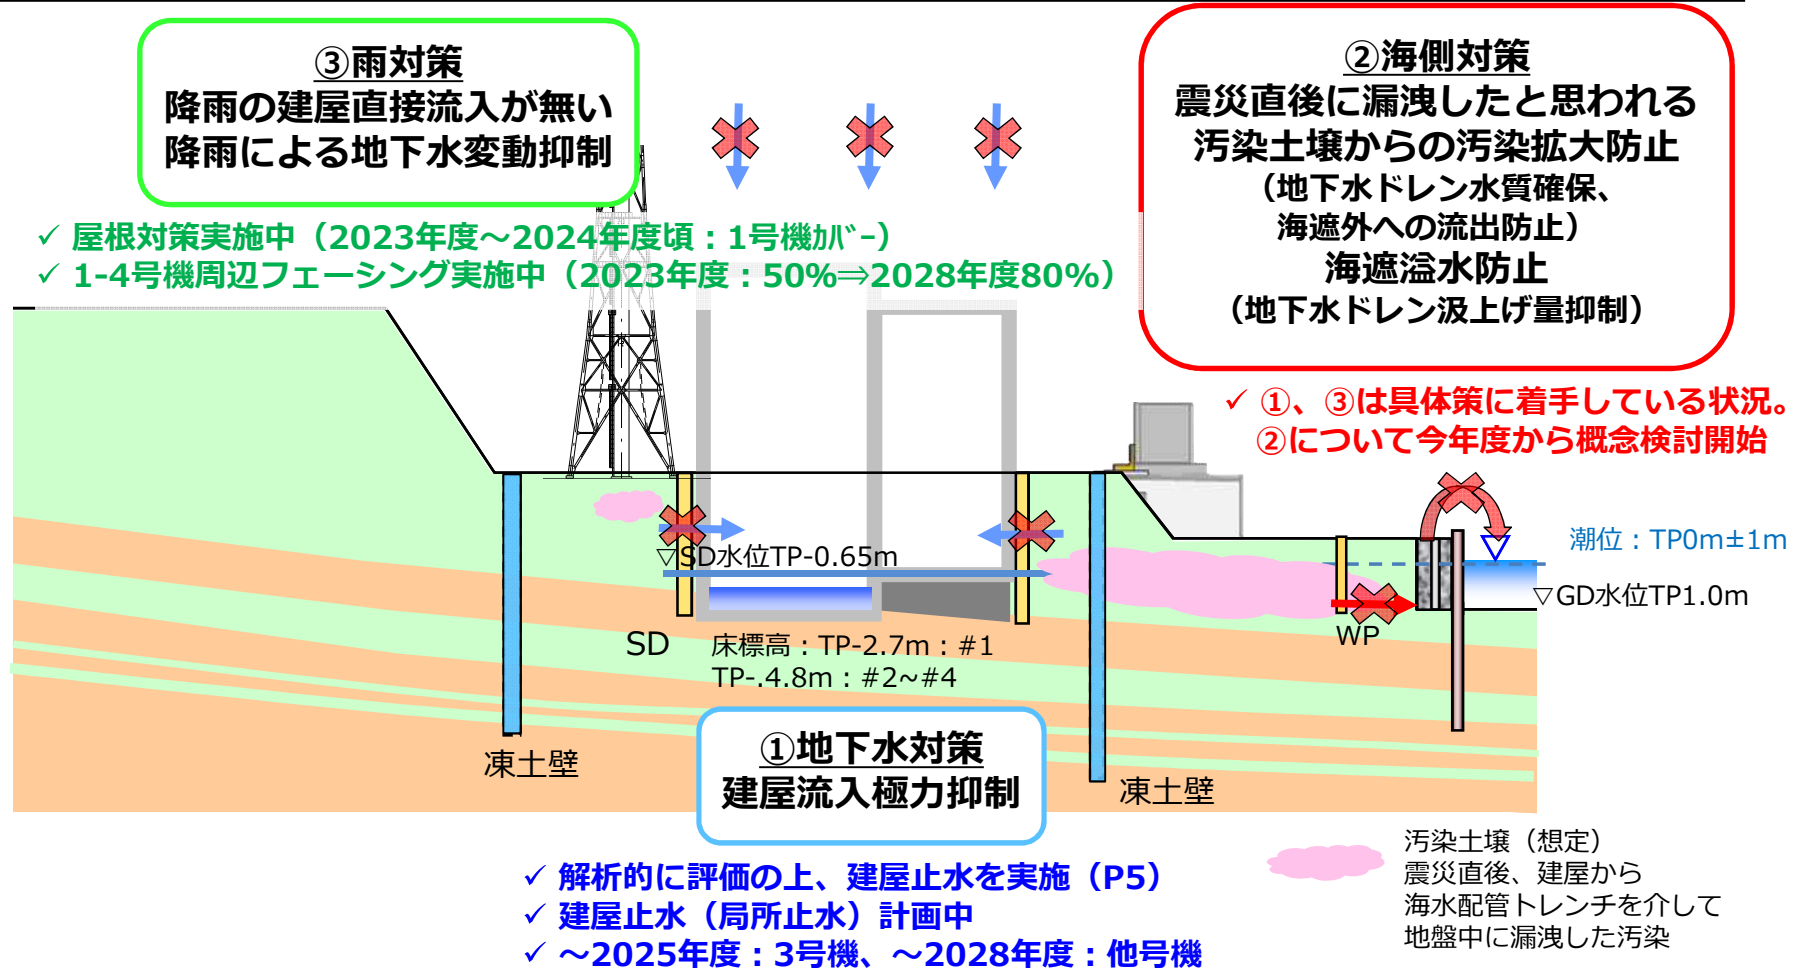 ③雨対策
降雨の建屋直接流入が無い
降雨による地下水変動抑制
✓ 屋根対策実施中（2023年度～2024年度頃：1号機ｶﾊﾞｰ）
✓ 1-4号機周辺フェーシング実施中（2023年度：50%⇒2028年度80%）
②海側対策
震災直後に漏洩したと思われる
汚染土壌からの汚染拡大防止
（地下水ドレン水質確保、
海遮外への流出防止）
海遮溢水防止
（地下水ドレン汲上げ量抑制）
✓ ①、③は具体策に着手している状況。
②について今年度から概念検討開始
潮位：TP0m±1m
▽GD水位TP1.0m
▽SD水位TP-0.65m
WP
SD
床標高：TP-2.7m：#1
TP-.4.8m：#2~#4
凍土壁
凍土壁
①地下水対策
建屋流入極力抑制
✓ 解析的に評価の上、建屋止水を実施（P5）
✓ 建屋止水（局所止水）計画中
✓ ～2025年度：3号機、～2028年度：他号機
汚染土壌（想定）
震災直後、建屋から
海水配管トレンチを介して
地盤中に漏洩した汚染